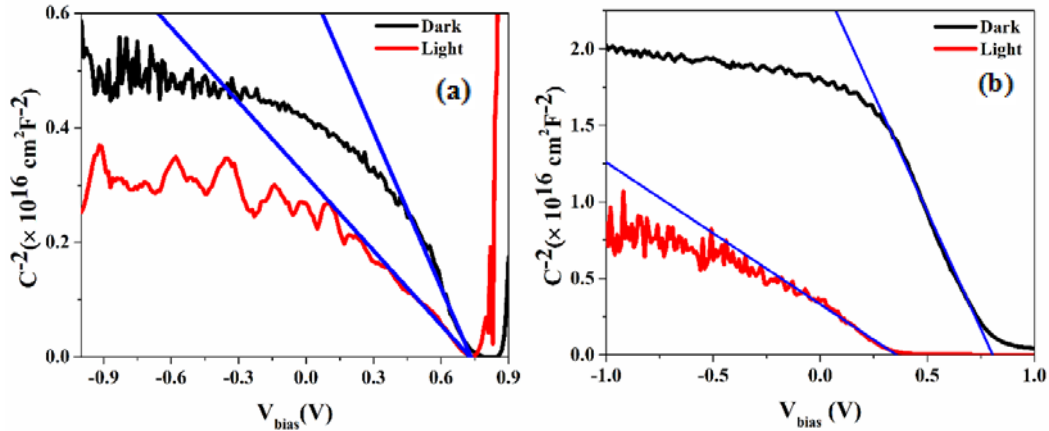 Dark
Light
(a)
0.6
0.4
0.2
0.0
C⁻²(× 10¹⁶ cm²F⁻²)
-0.9 -0.6 -0.3 0.0 0.3 0.6 0.9
V_bias(V)
Dark
Light
(b)
2.0
1.5
1.0
0.5
0.0
C⁻²(× 10¹⁶ cm²F⁻²)
-1.0 -0.5 0.0 0.5 1.0
V_bias (V)